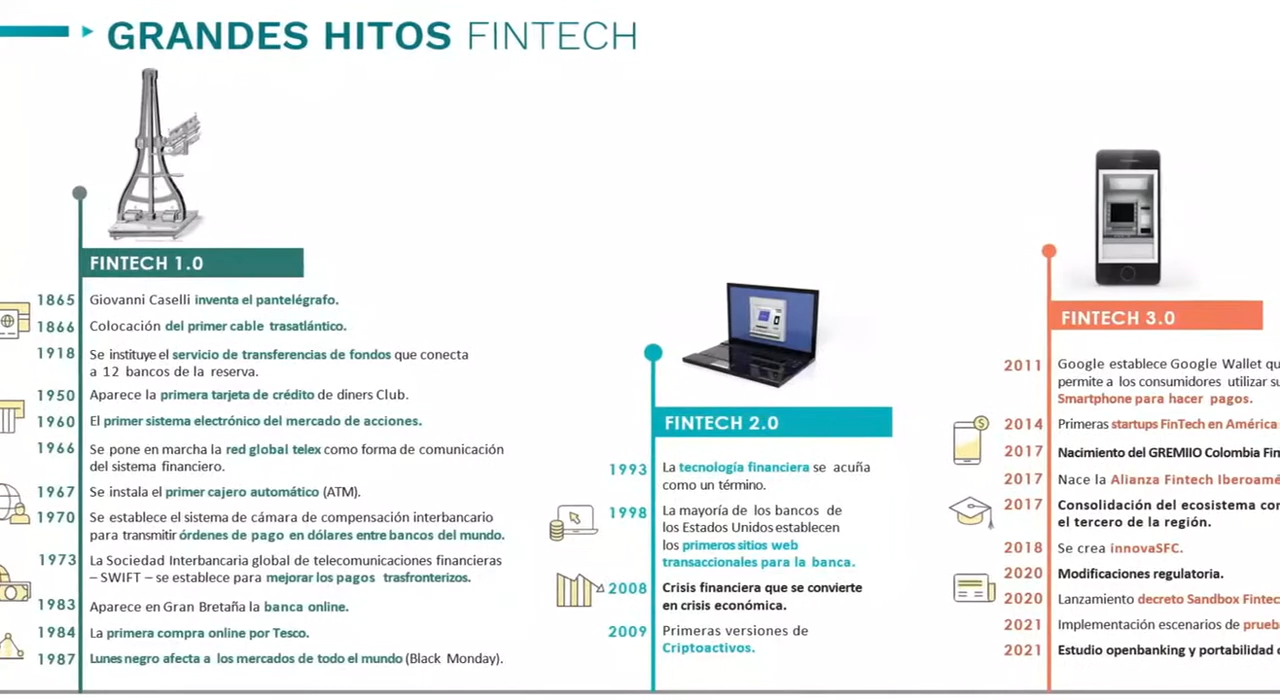 GRANDES HITOS FINTECH
FINTECH 1.0
1865 Giovanni Caselli inventa el pantelégrafo.
1866 Colocación del primer cable trasatlántico.
1918 Se instituye el servicio de transferencias de fondos que conecta
a 12 bancos de la reserva.
1950 Aparece la primera tarjeta de crédito de diners Club.
1960 El primer sistema electrónico del mercado de acciones.
1966 Se pone en marcha la red global telex como forma de comunicación
del sistema financiero.
1967 Se instala el primer cajero automático (ATM).
1970 Se establece el sistema de cámara de compensación interbancario
para transmitir órdenes de pago en dólares entre bancos del mundo.
1973 La Sociedad Interbancaria global de telecomunicaciones financieras
– SWIFT – se establece para mejorar los pagos trasfronterizos.
1983 Aparece en Gran Bretaña la banca online.
1984 La primera compra online por Tesco.
1987 Lunes negro afecta a los mercados de todo el mundo (Black Monday).
FINTECH 2.0
1993 La tecnología financiera se acuña
como un término.
1998 La mayoría de los bancos de
los Estados Unidos establecen
los primeros sitios web
transaccionales para la banca.
2008 Crisis financiera que se convierte
en crisis económica.
2009 Primeras versiones de
Criptoactivos.
FINTECH 3.0
2011 Google establece Google Wallet
permite a los consumidores utilizar
Smartphone para hacer pagos.
2014 Primeras startups FinTech en América
2017 Nacimiento del GREMIIO Colombia
2017 Nace la Alianza Fintech
2017 Consolidación del ecosistema
el tercero de la región.
2018 Se crea innovaSFC.
2020 Modificaciones regulatoria.
2020 Lanzamiento decreto Sandbox
2021 Implementación escenarios de
2021 Estudio openbanking y portabilidad